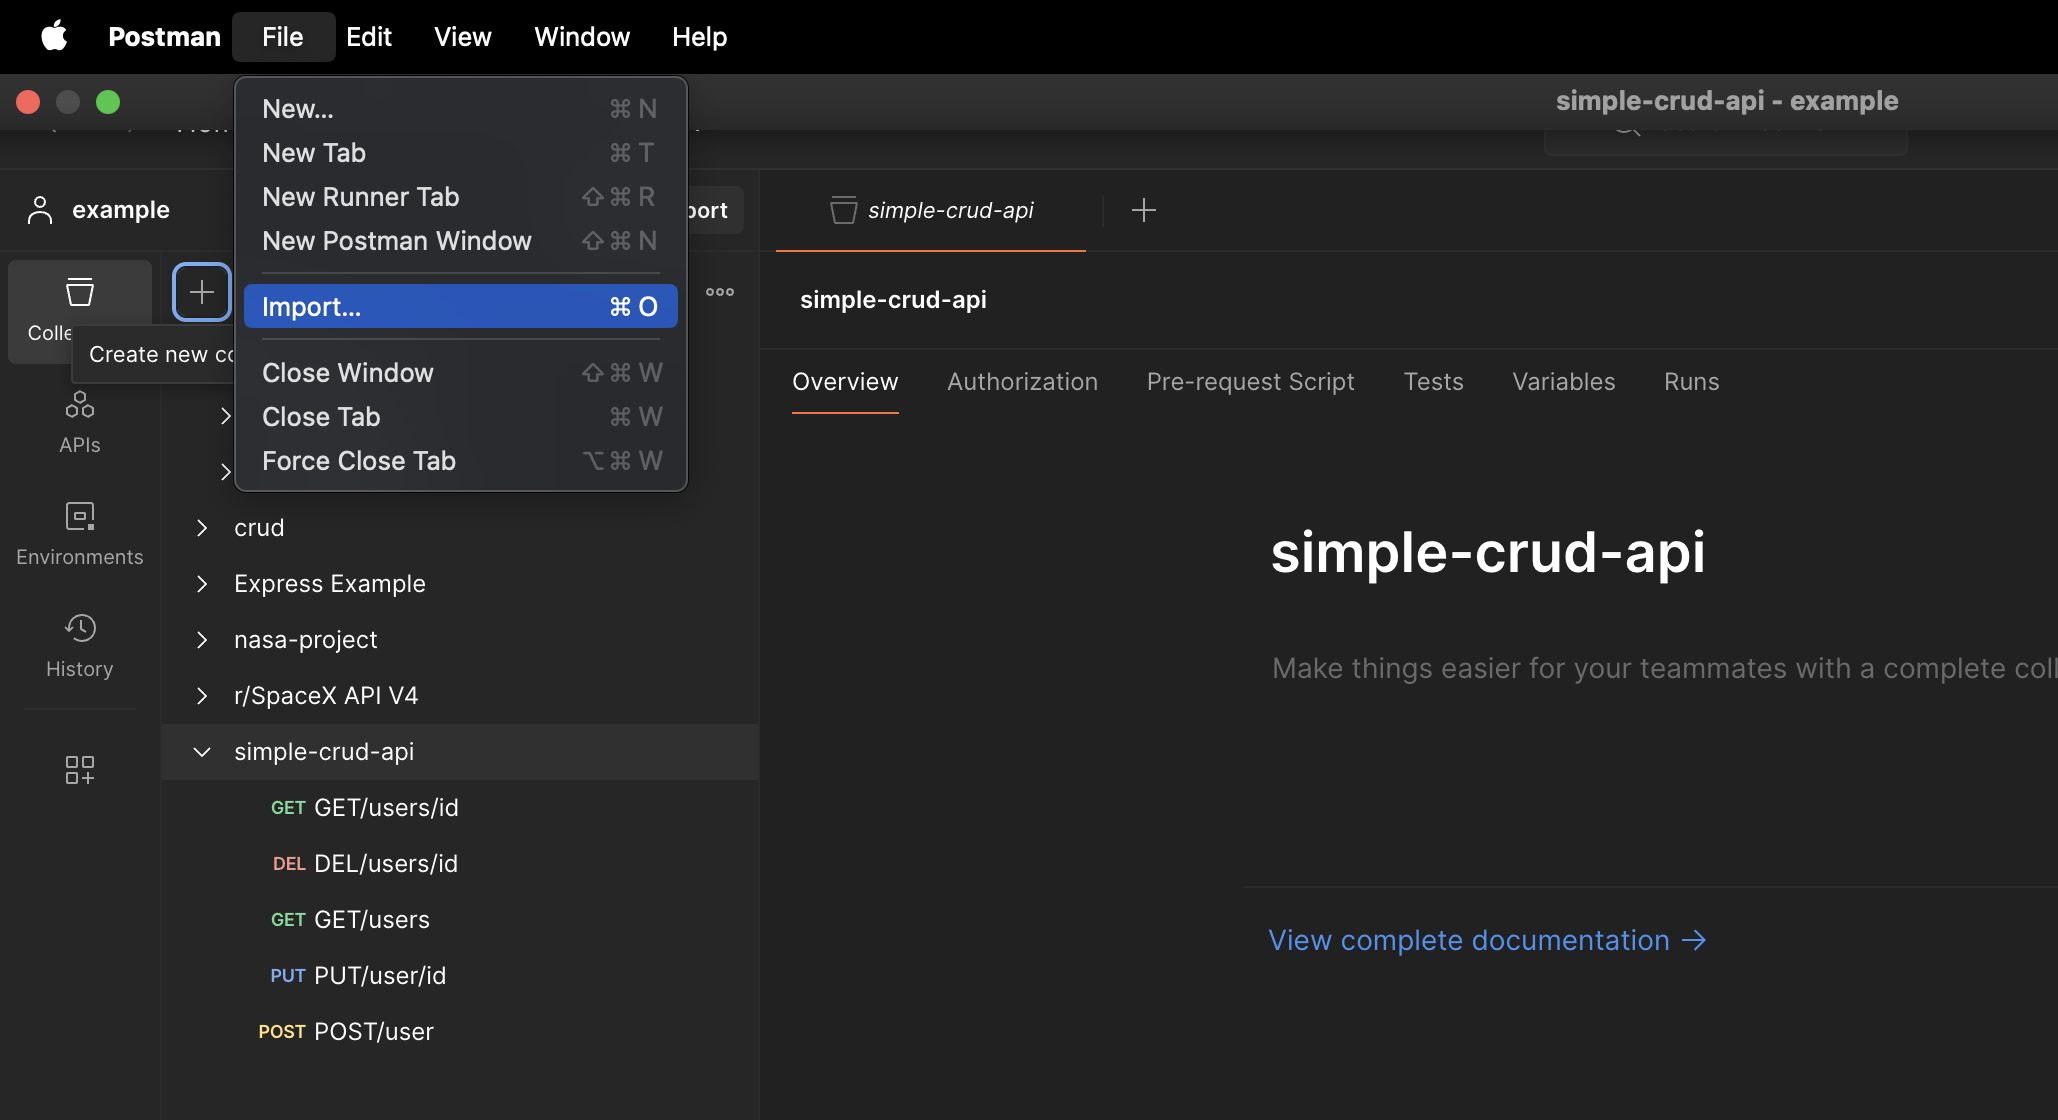 Postman File Edit View Window Help
simple-crud-api - example
New... ⌘ N
New Tab ⌘ T
New Runner Tab ⇧ ⌘ R
New Postman Window ⇧ ⌘ N
Import... ⌘ O
Close Window ⇧ ⌘ W
Close Tab ⌘ W
Force Close Tab ⌥ ⌘ W
example
port
simple-crud-api
Colle
Create new co
APIs
Environments
History
crud
Express Example
nasa-project
r/SpaceX API V4
simple-crud-api
GET GET/users/id
DEL DEL/users/id
GET GET/users
PUT PUT/user/id
POST POST/user
simple-crud-api
Overview Authorization Pre-request Script Tests Variables Runs
simple-crud-api
Make things easier for your teammates with a complete coll
View complete documentation →